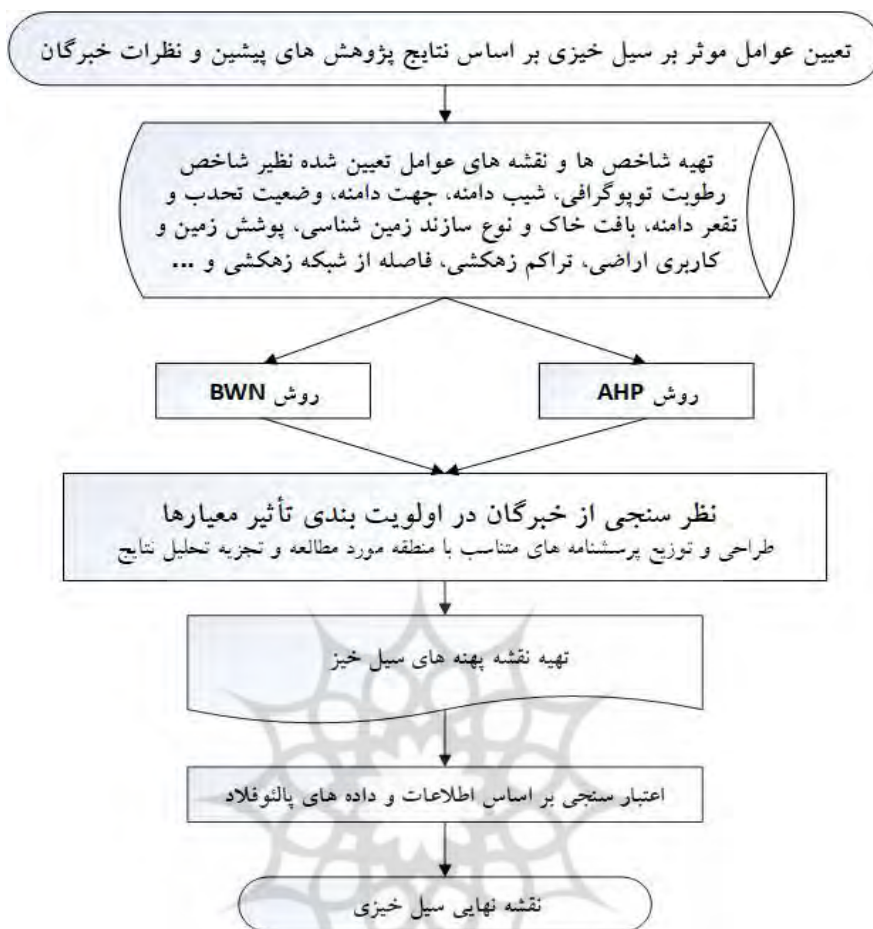 تعیین عوامل موثر بر سیل خیزی بر اساس نتایج پژوهش های پیشین و نظرات خبرگان
تهیه شاخص ها و نقشه های عوامل تعیین شده نظیر شاخص
رطوبت توپوگرافی، شیب دامنه، جهت دامنه، وضعیت تحدب و
تقعر دامنه، بافت خاک و نوع سازند زمین شناسی، پوشش زمین و
کاربری اراضی، تراکم زهکشی، فاصله از شبکه زهکشی و ...
روش AHP
روش BWN
نظر سنجی از خبرگان در اولویت بندی تأثیر معیارها
طراحی و توزیع پرسشنامه های متناسب با منطقه مورد مطالعه و تجزیه تحلیل نتایج
تهیه نقشه پهنه های سیل خیز
اعتبار سنجی بر اساس اطلاعات و داده های پالئوفلاد
نقشه نهایی سیل خیزی